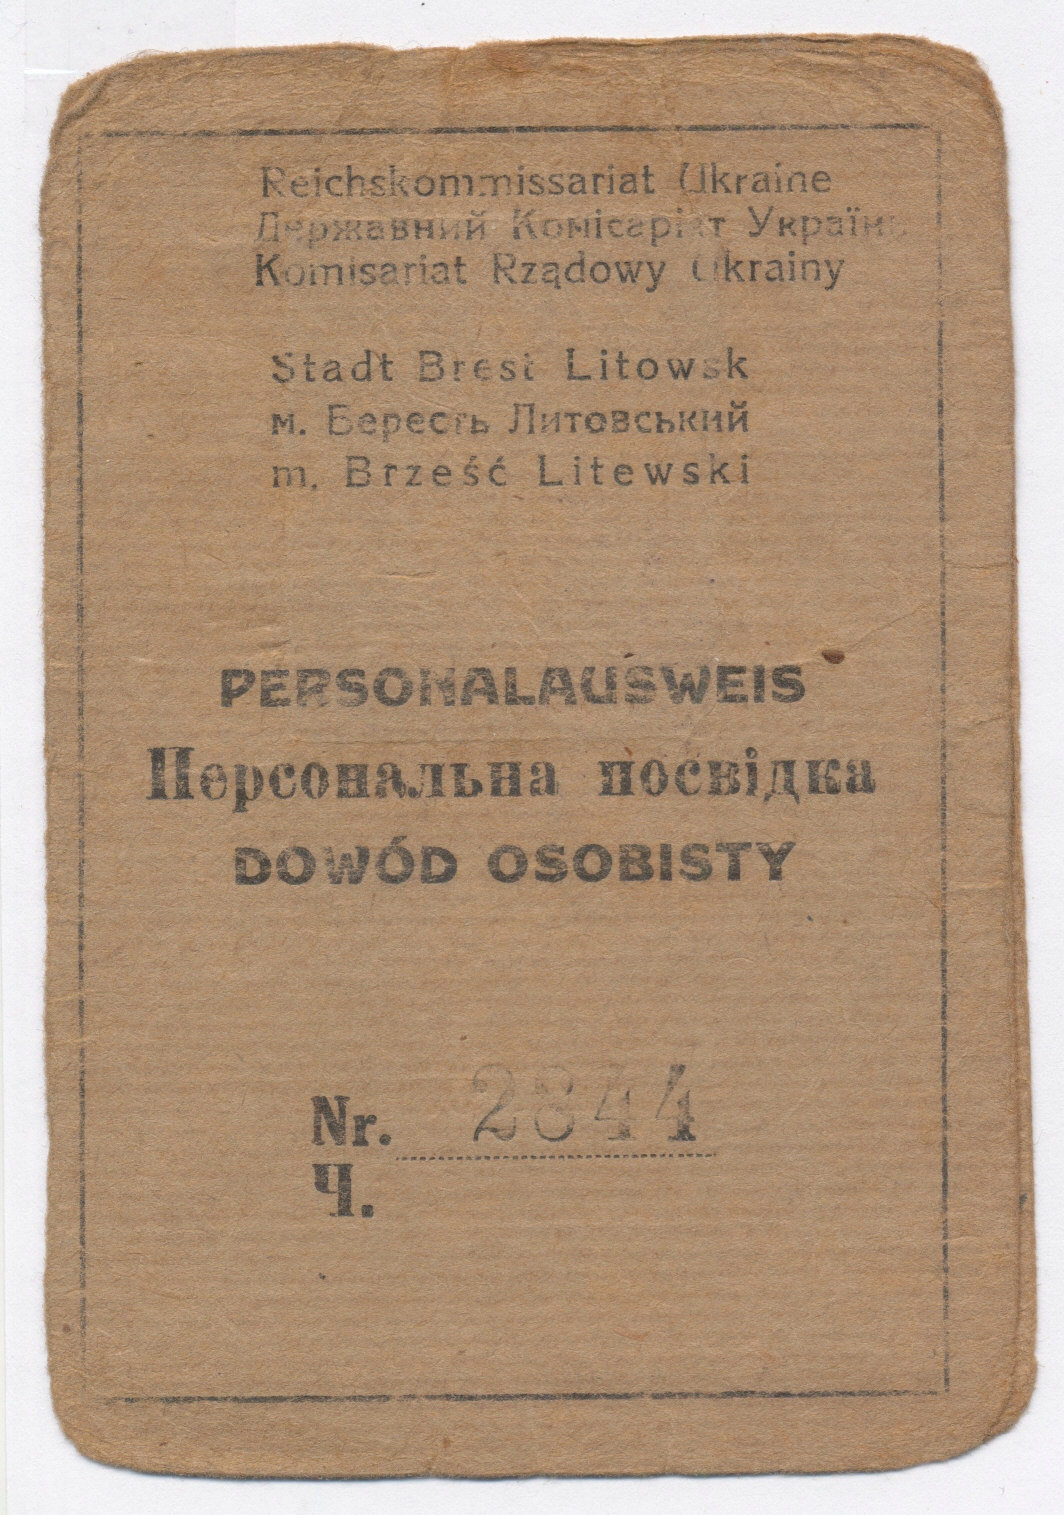 Reichskommissariat Ukraine
Державний Комісаріат Україна
Komisariat Rządowy Ukrainy
Stadt Brest Litowsk
м. Бересть Литовський
m. Brześć Litewski
PERSONALAUSWEIS
Персональна посвідка
DOWÓD OSOBISTY
Nr. 2844
Ч.